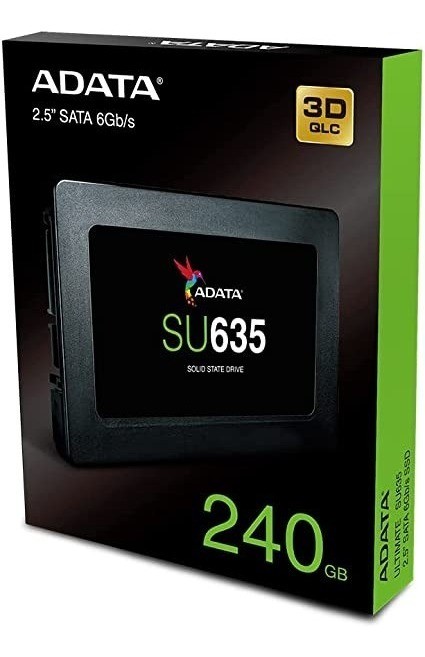 ADATA®
2.5" SATA 6Gb/s
3D
QLC
ADATA®
SU635
SOLID STATE DRIVE
240GB
ADATA®
ULTIMATE SU635
2.5" SATA 6Gb/s SSD